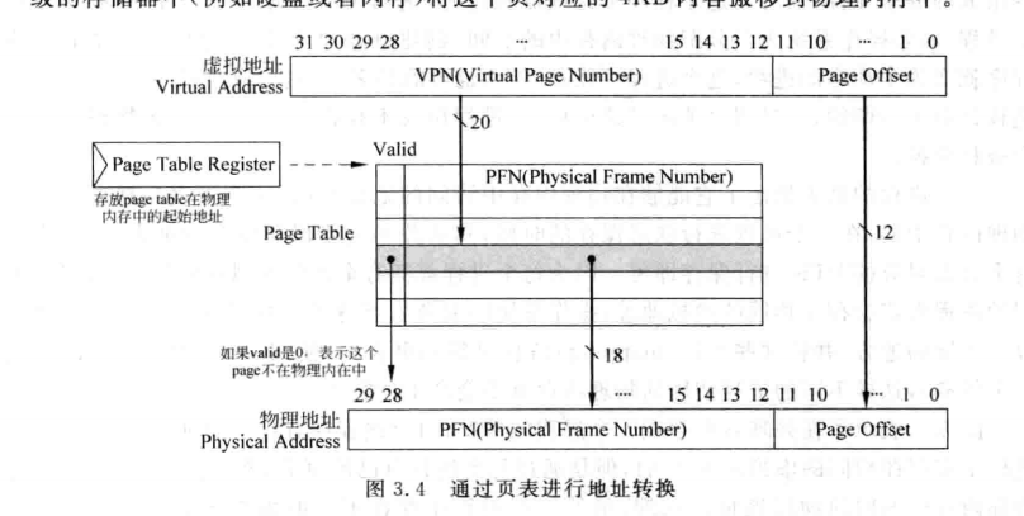 级的存储器中(例如硬盘或者闪存)将这个页对应的4KB内容搬移到物理内存中。
31 30 29 28 ··· 15 14 13 12 11 10 ··· 1 0
虚拟地址
Virtual Address
VPN(Virtual Page Number)
Page Offset
20
Valid
Page Table Register
PFN(Physical Frame Number)
存放page table在物理
内存中的起始地址
Page Table
12
如果valid是0，表示这个
page不在物理内在中
18
29 28 ···· 15 14 13 12 11 10 ··· 1 0
物理地址
Physical Address
PFN(Physical Frame Number)
Page Offset
图 3.4 通过页表进行地址转换